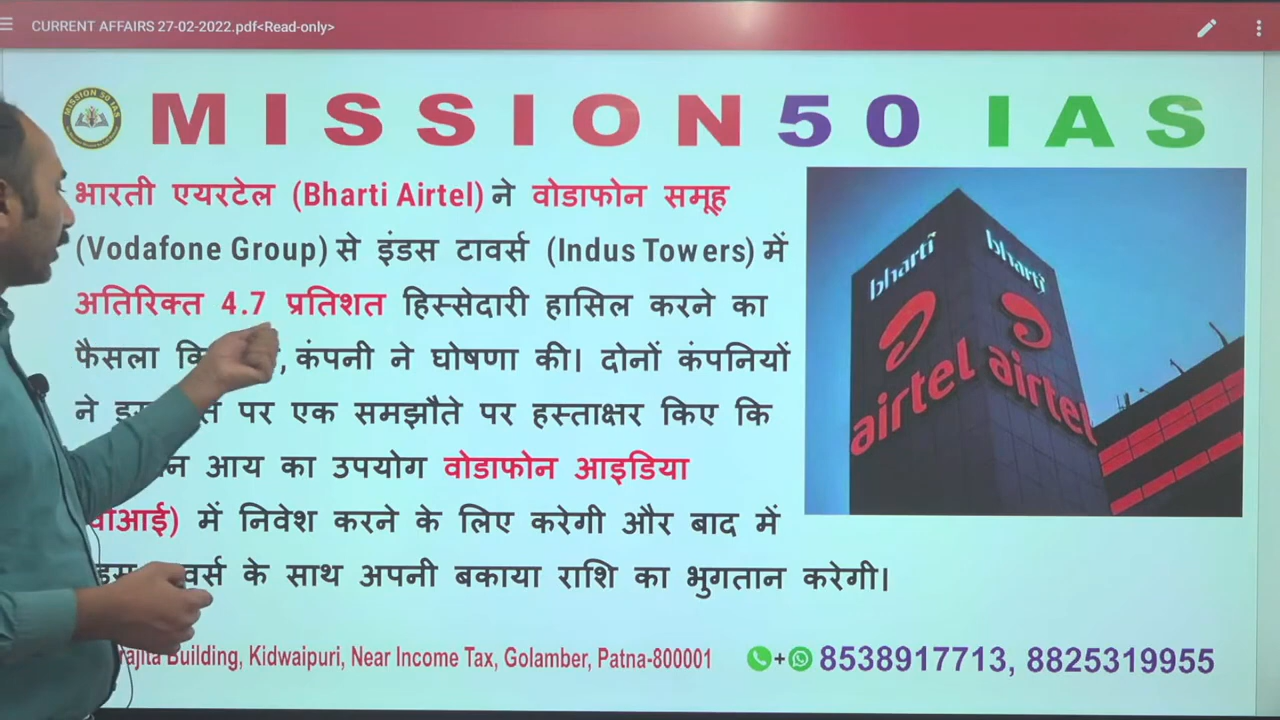 CURRENT AFFAIRS 27-02-2022.pdf<Read-only>
MISSION 50 IAS
MISSION 50 IAS
भारती एयरटेल (Bharti Airtel) ने वोडाफोन समूह
(Vodafone Group) से इंडस टावर्स (Indus Towers) में
अतिरिक्त 4.7 प्रतिशत हिस्सेदारी हासिल करने का
फैसला कंपनी ने घोषणा की। दोनों कंपनियों
ने पर एक समझौते पर हस्ताक्षर किए कि
आय का उपयोग वोडाफोन आइडिया
में निवेश करने के लिए करेगी और बाद में
के साथ अपनी बकाया राशि का भुगतान करेगी।
bharti
airtel
bharti
airtel
Building, Kidwaipuri, Near Income Tax, Golamber, Patna-800001
+ 8538917713, 8825319955